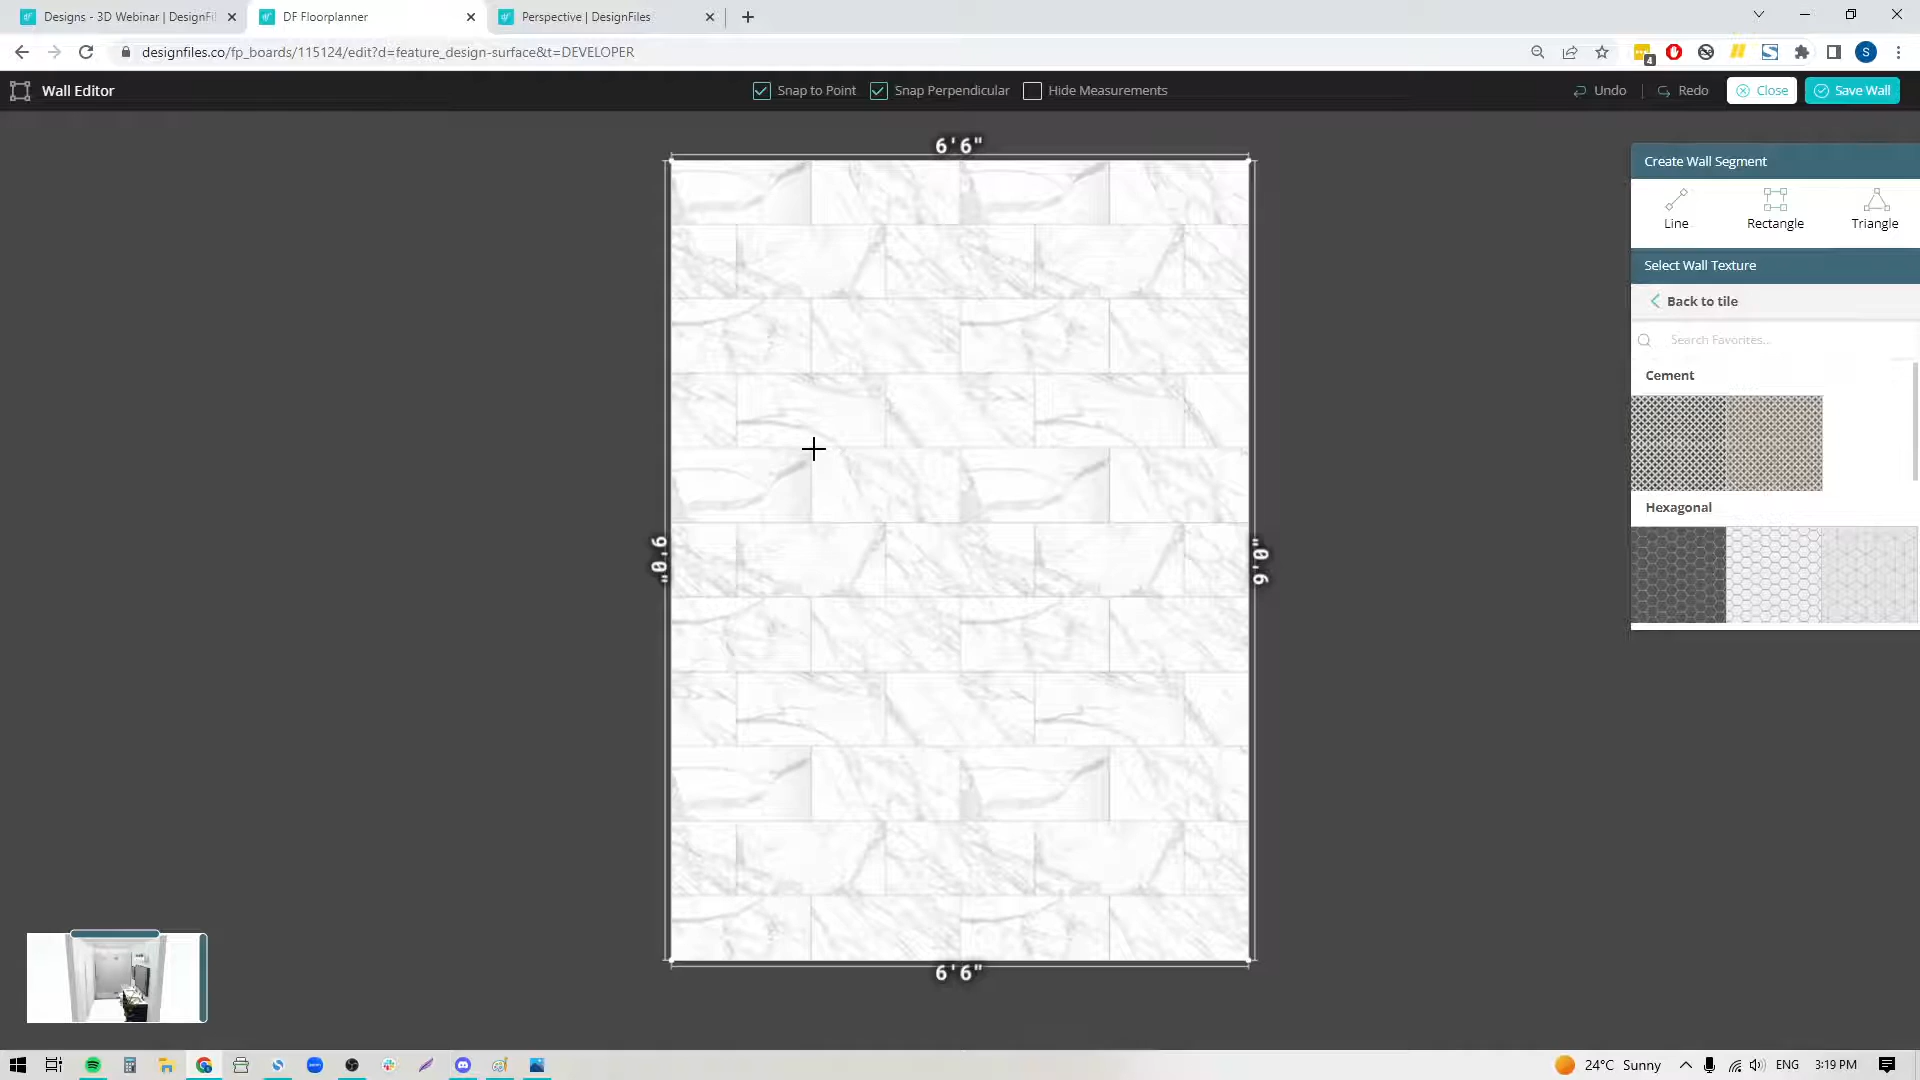 Designs - 3D Webinar | DesignFil
DF Floorplanner
Perspective | DesignFiles
designfiles.co/fp_boards/115124/edit?d=feature_design-surface&t=DEVELOPER
4
S
Wall Editor
Snap to Point
Snap Perpendicular
Hide Measurements
Undo
Redo
Close
Save Wall
6'6"
Create Wall Segment
Line
Rectangle
Triangle
Select Wall Texture
Back to tile
Search Favorites...
Cement
Hexagonal
9'0"
9'0"
6'6"
24°C Sunny
ENG
3:19 PM